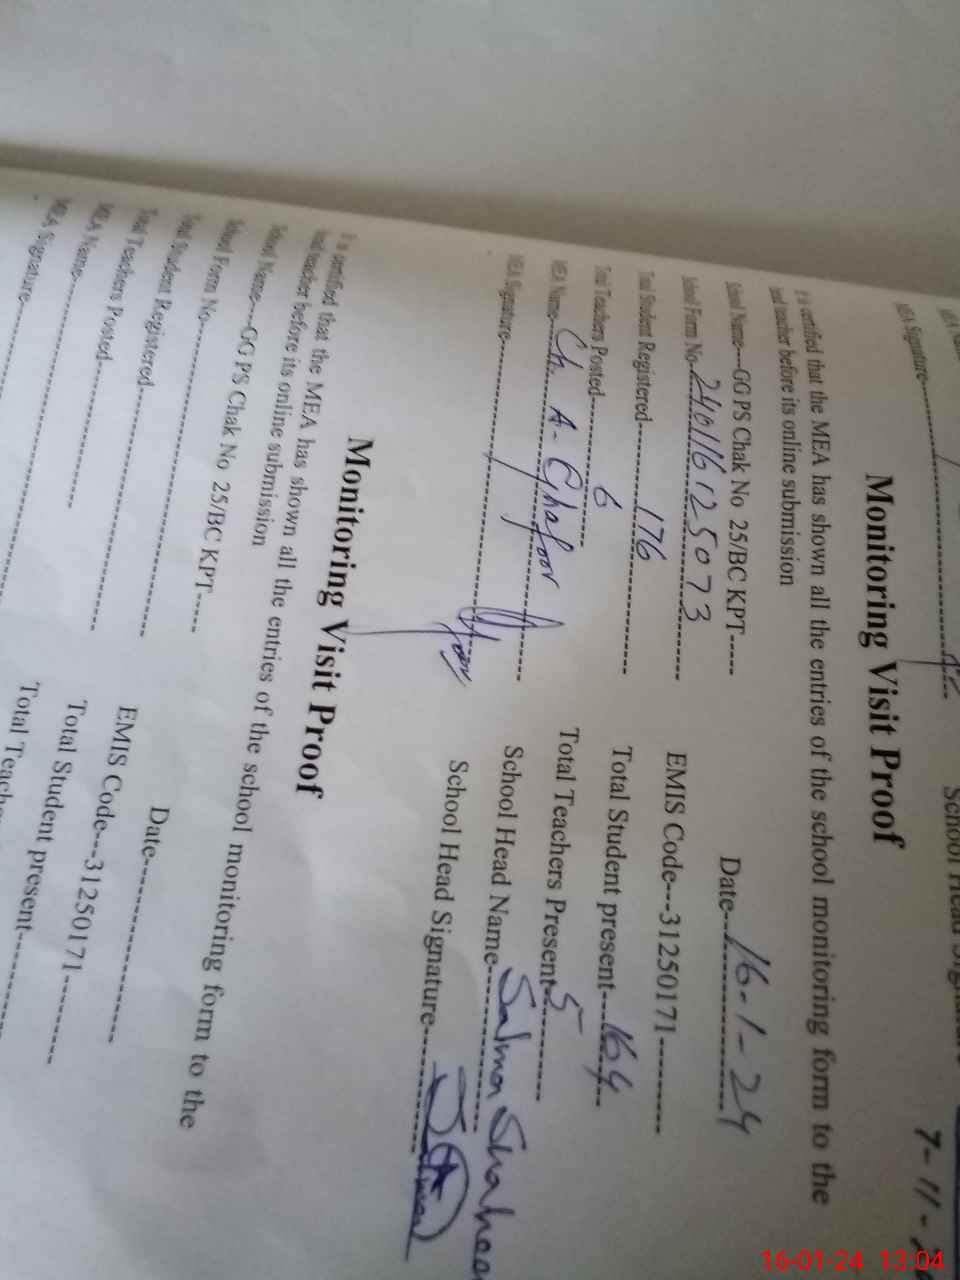 MEA Signature
School Head
7-11-
Monitoring Visit Proof
It is certified that the MEA has shown all the entries of the school monitoring form to the
head teacher before its online submission
Date---16-1-24
School Name---GGPS Chak No 25/BC KPT-----
EMIS Code---31250171----------
School Form No.240116125073
Total Student present---164
Total Student Registered---176
Total Teachers Present---5
Total Teachers Posted---6
School Head Name---Salma Shaheen
MEA Name---Ch. A. Ghafoor
School Head Signature
MEA Signature
Monitoring Visit Proof
It is certified that the MEA has shown all the entries of the school monitoring form to the
head teacher before its online submission
Date
School Name---GGPS Chak No 25/BC KPT-----
EMIS Code---31250171----------
School Form No
Total Student present
Total Student Registered
Total Teachers Posted
MEA Name
MEA Signature
16-01-24 13:04